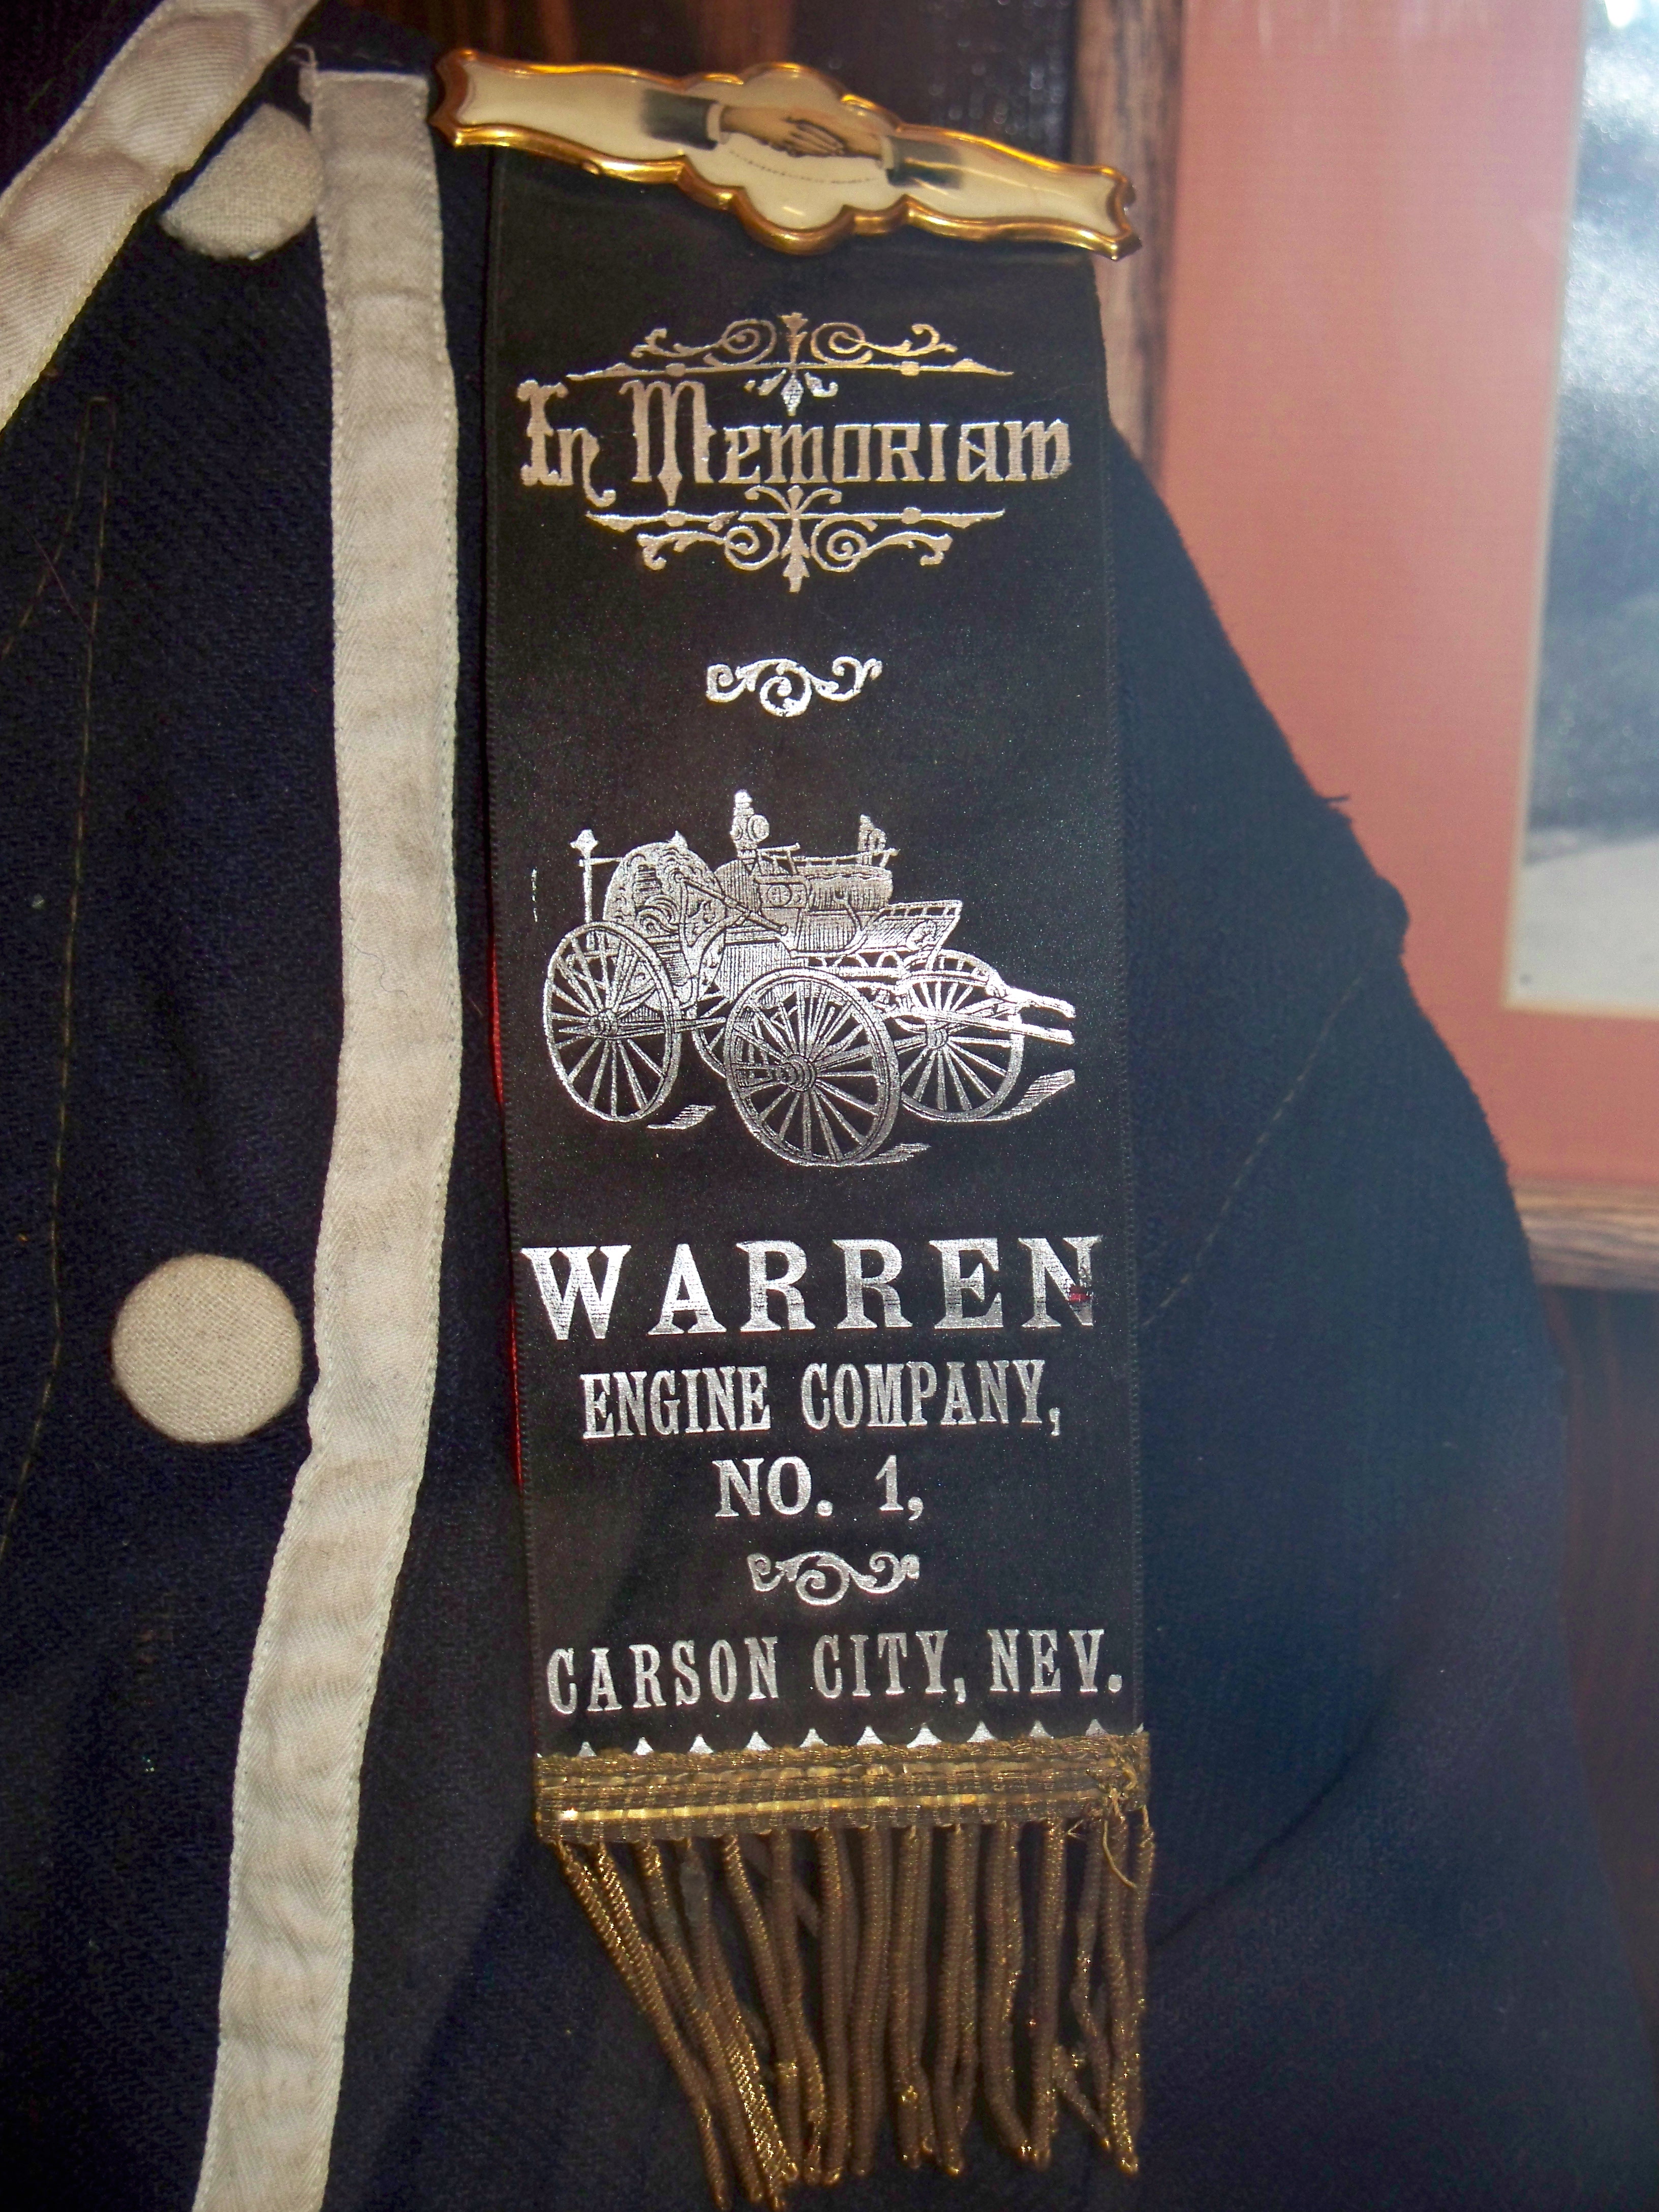 In Memoriam
WARREN
ENGINE COMPANY,
NO. 1,
CARSON CITY, NEV.